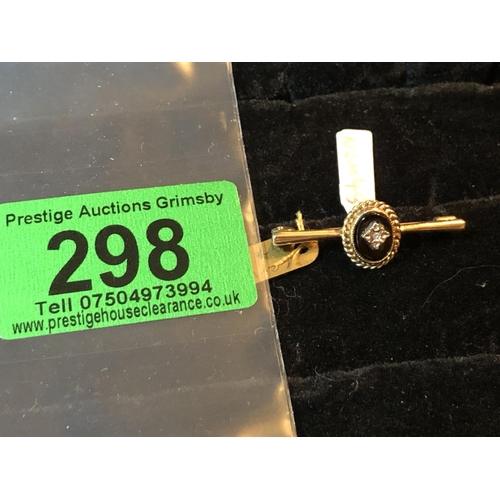 Prestige Auctions Grimsby
298
Tell 07504973994
www.prestigehouseclearance.co.uk